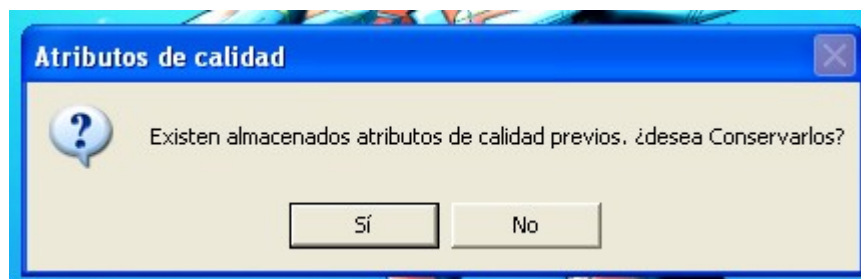 Atributos de calidad
Existen almacenados atributos de calidad previos. ¿desea Conservarlos?
Sí
No